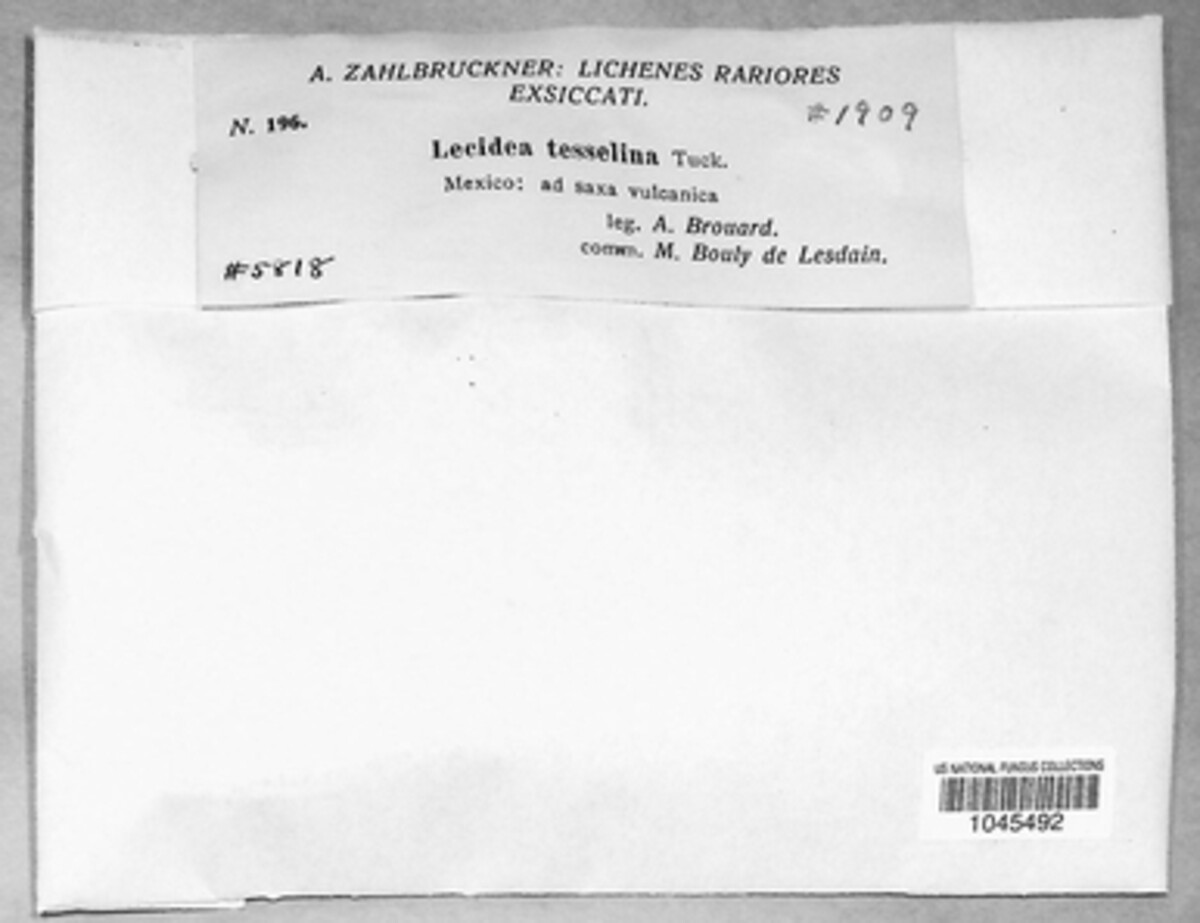 A. ZAHLBRUCKNER: LICHENES RARIORES
EXSICCATI.
#1909
N. 196.
Lecidea tesselina Tuck.
Mexico: ad saxa vulcanica
leg. A. Brouard.
comm. M. Bouly de Lesdain.
#5818
US NATIONAL FUNGUS COLLECTIONS
1045492